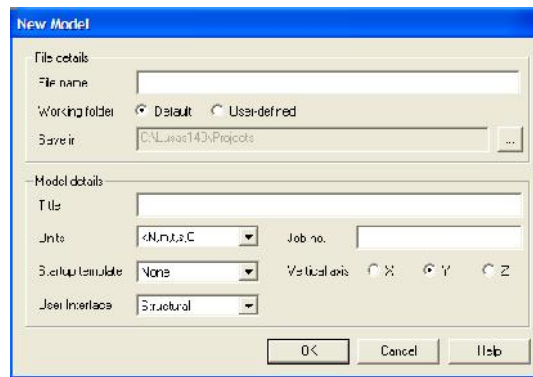 New Model
File details
File name
Working folder Default User-defined
Save in C:\Lusas140\Projects ...
Model details
Title
Units kN,m,t,s,C Job no.
Startup template None Vertical axis X Y Z
User Interface Structural
OK Cancel Help